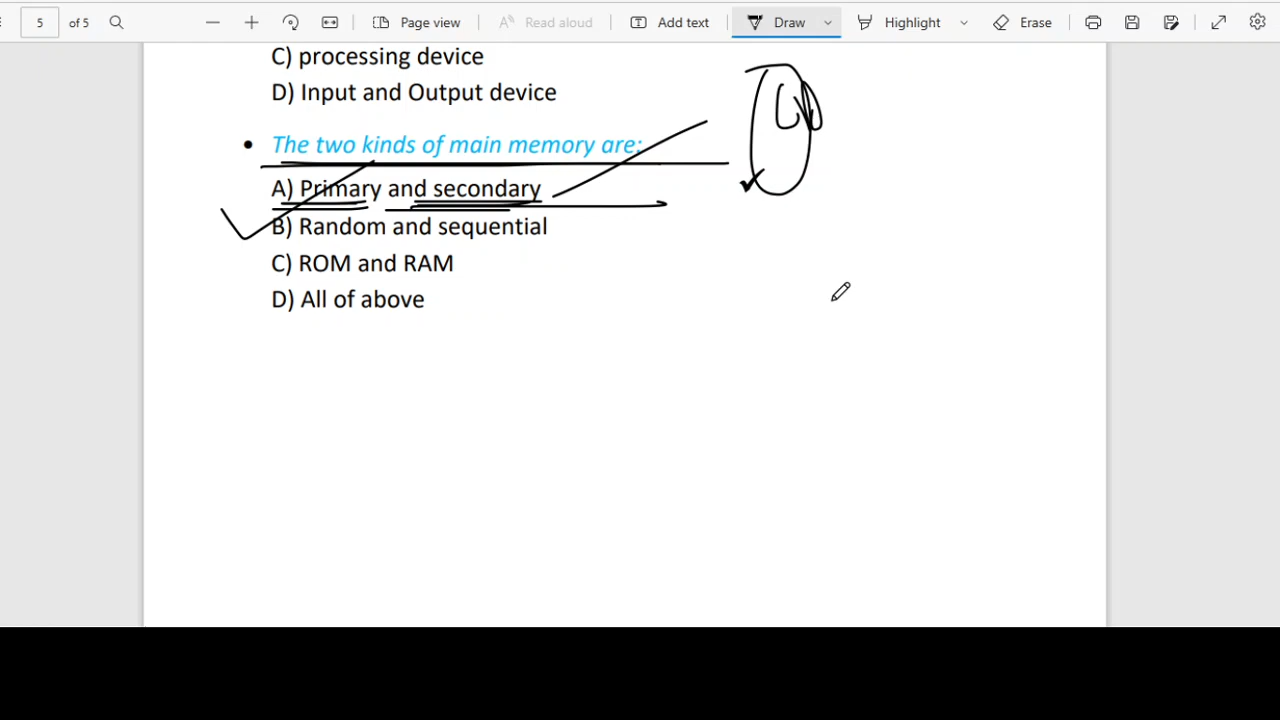 5 of 5 Page view Read aloud Add text Draw Highlight Erase
C) processing device
D) Input and Output device
• The two kinds of main memory are:
A) Primary and secondary
B) Random and sequential
C) ROM and RAM
D) All of above